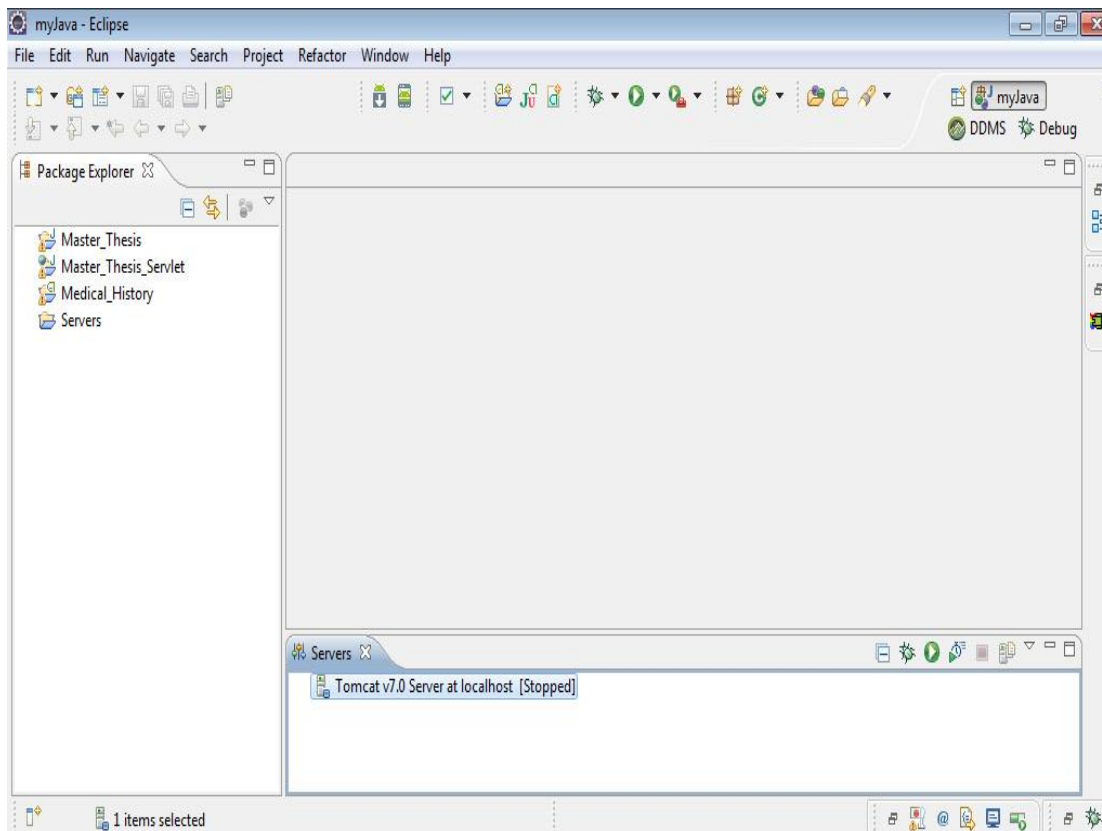 myJava - Eclipse
File Edit Run Navigate Search Project Refactor Window Help
myJava
DDMS Debug
Package Explorer
Master_Thesis
Master_Thesis_Servlet
Medical_History
Servers
Servers
Tomcat v7.0 Server at localhost [Stopped]
1 items selected